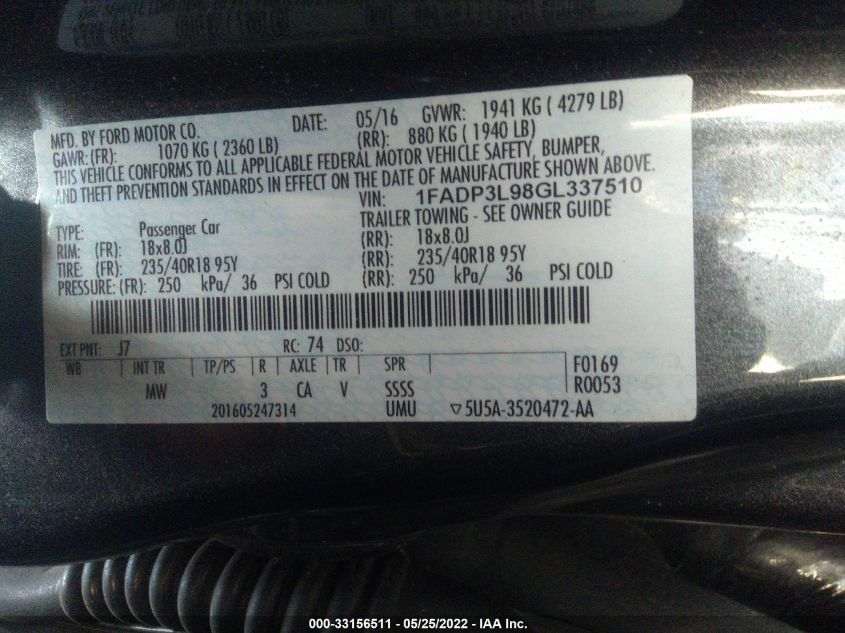 MFD. BY FORD MOTOR CO. DATE: 05/16 GVWR: 1941 KG ( 4279 LB)
GAWR: (FR): 1070 KG ( 2360 LB) (RR): 880 KG ( 1940 LB)
THIS VEHICLE CONFORMS TO ALL APPLICABLE FEDERAL MOTOR VEHICLE SAFETY, BUMPER,
AND THEFT PREVENTION STANDARDS IN EFFECT ON THE DATE OF MANUFACTURE SHOWN ABOVE.
VIN: 1FADP3L98GL337510
TRAILER TOWING - SEE OWNER GUIDE
TYPE: Passenger Car
RIM: (FR): 18x8.0J (RR): 18x8.0J
TIRE: (FR): 235/40R18 95Y (RR): 235/40R18 95Y
PRESSURE: (FR): 250 kPa/ 36 PSI COLD (RR): 250 kPa/ 36 PSI COLD
EXT PNT: J7 RC: 74 DSO:
WB INT TR TP/PS R AXLE TR SPR F0169
MW 3 CA V SSSS R0053
201605247314 UMU ▽5U5A-3520472-AA
000-33156511 - 05/25/2022 - IAA Inc.